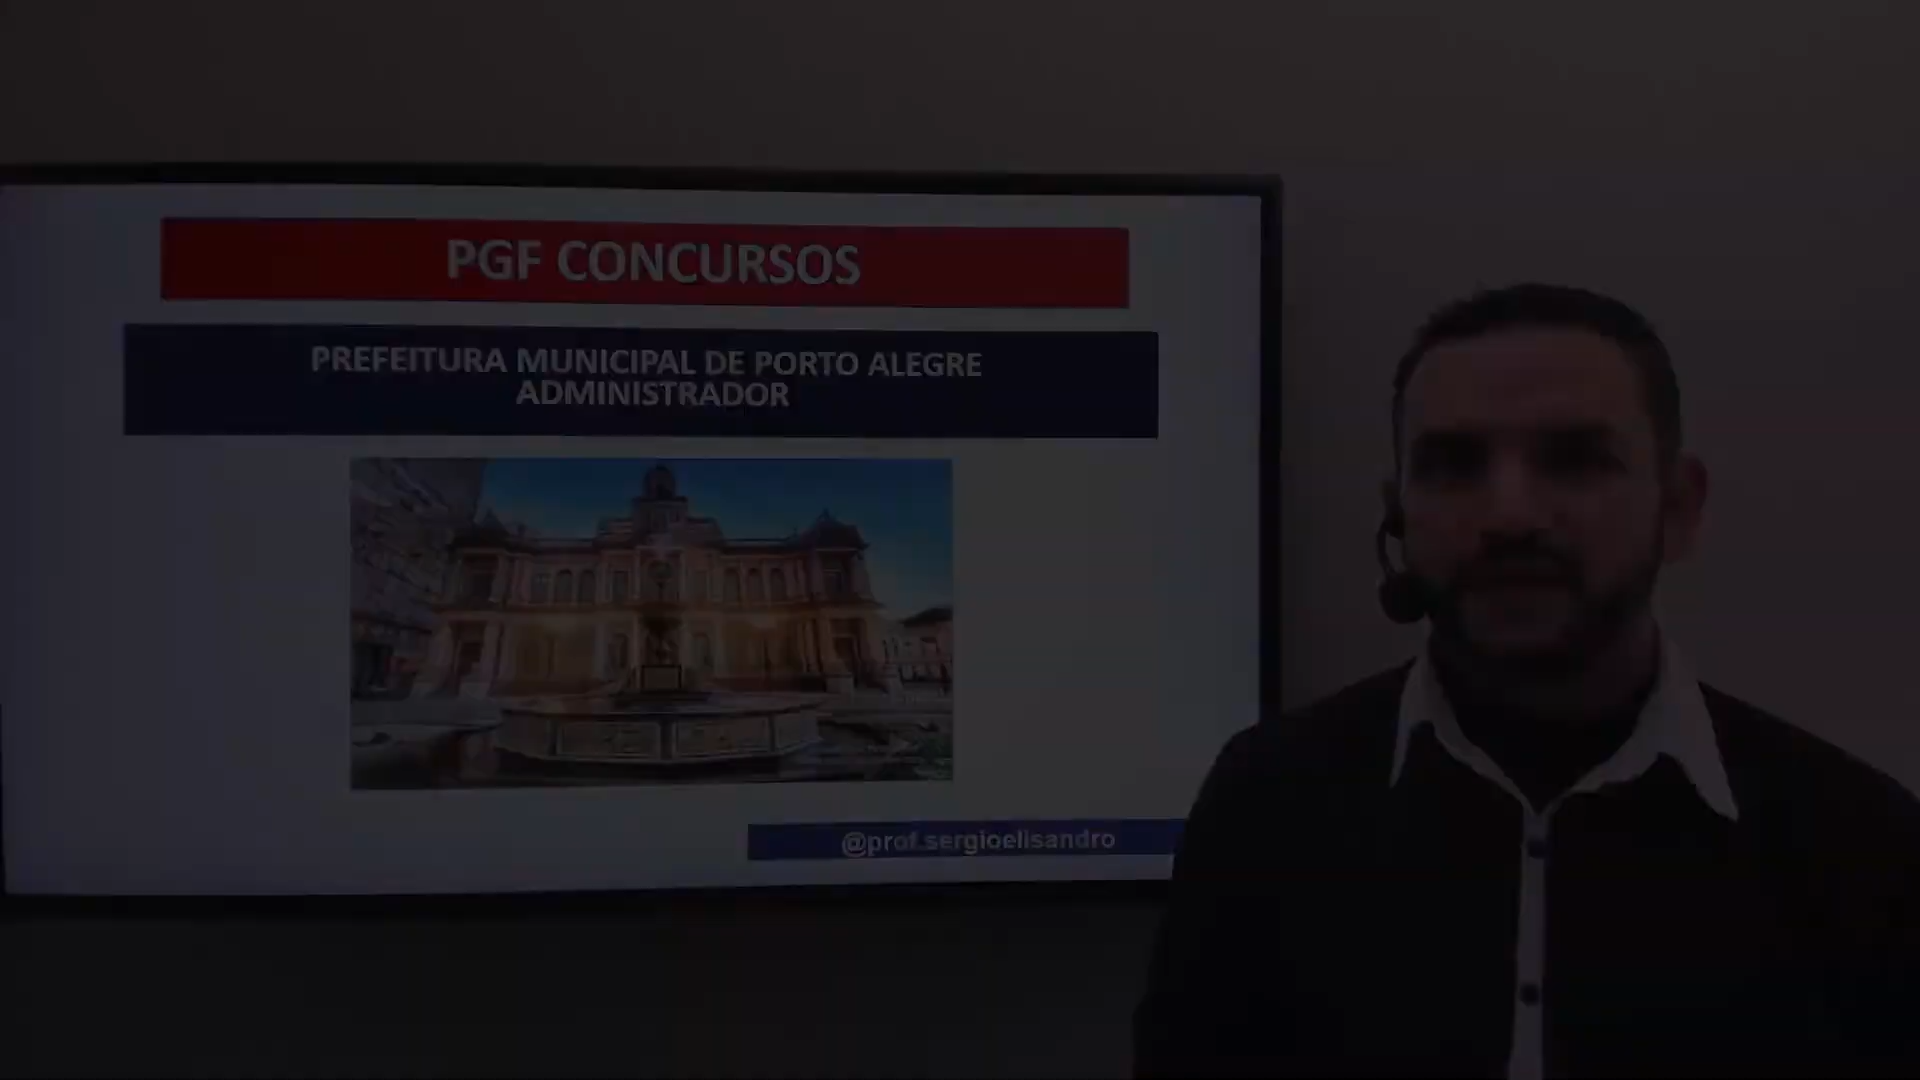 PGF CONCURSOS
PREFEITURA MUNICIPAL DE PORTO ALEGRE
ADMINISTRADOR
@prof.sergioelisandro